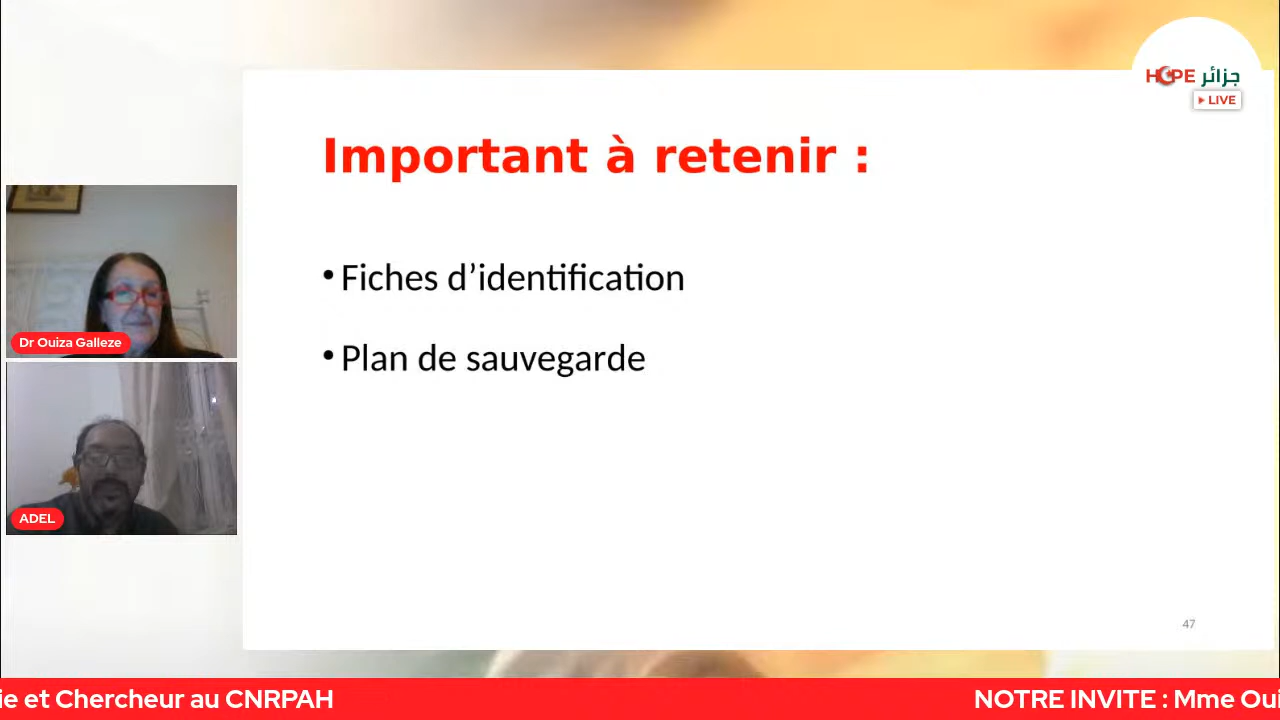 HOPE جزائر
LIVE
Important à retenir :
• Fiches d’identification
• Plan de sauvegarde
Dr Ouiza Galleze
ADEL
47
ie et Chercheur au CNRPAH
NOTRE INVITE : Mme Oui